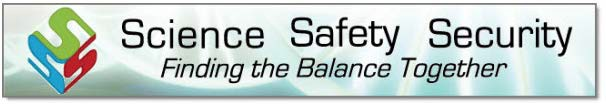 Science Safety Security
Finding the Balance Together